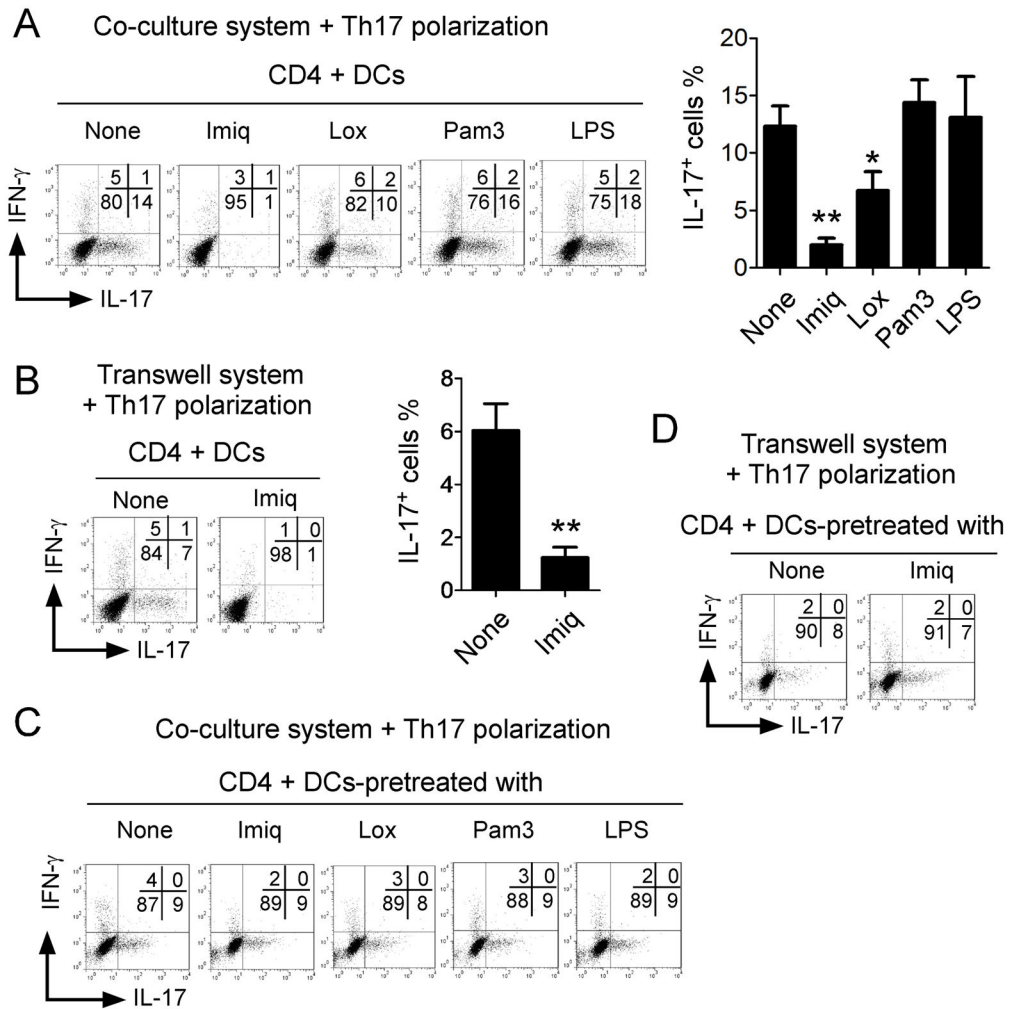 A
Co-culture system + Th17 polarization
CD4 + DCs
None Imiq Lox Pam3 LPS
5 1 3 1 6 2 6 2 5 2
80 14 95 1 82 10 76 16 75 18
IFN-γ
IL-17
IL-17+ cells %
20
15
10
5
0
** *
None Imiq Lox Pam3 LPS
B
Transwell system
+ Th17 polarization
CD4 + DCs
None Imiq
5 1 1 0
84 7 98 1
IFN-γ
IL-17
IL-17+ cells %
8
6
4
2
0
**
None Imiq
D
Transwell system
+ Th17 polarization
CD4 + DCs-pretreated with
None Imiq
2 0 2 0
90 8 91 7
IFN-γ
IL-17
C
Co-culture system + Th17 polarization
CD4 + DCs-pretreated with
None Imiq Lox Pam3 LPS
4 0 2 0 3 0 3 0 2 0
87 9 89 9 89 8 88 9 89 9
IFN-γ
IL-17